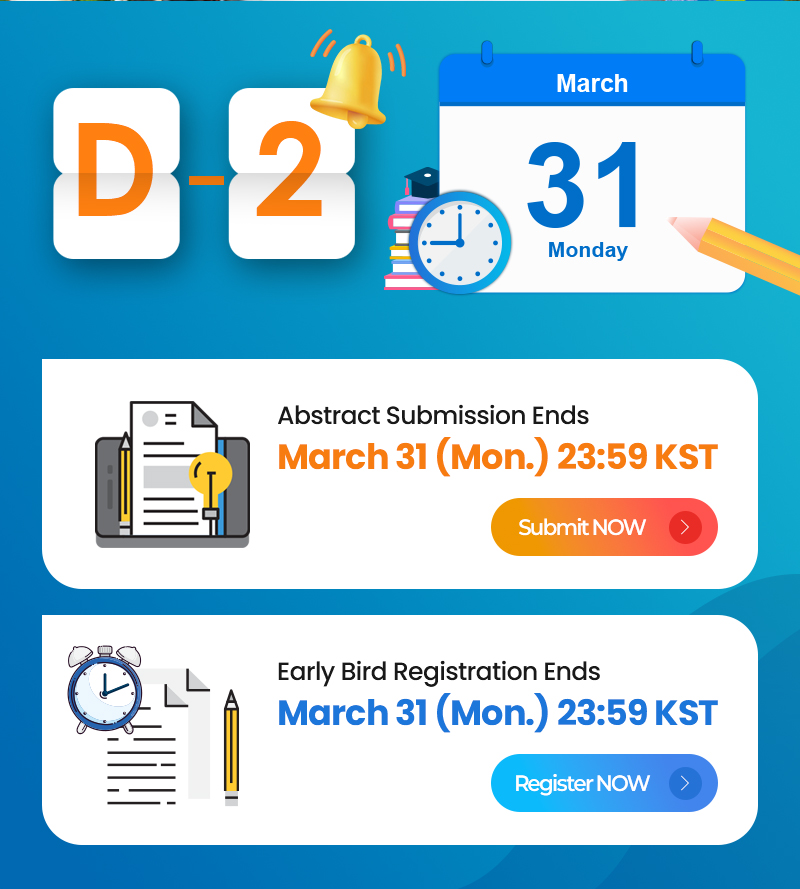 D-2
March
31
Monday
Abstract Submission Ends
March 31 (Mon.) 23:59 KST
Submit NOW
Early Bird Registration Ends
March 31 (Mon.) 23:59 KST
Register NOW